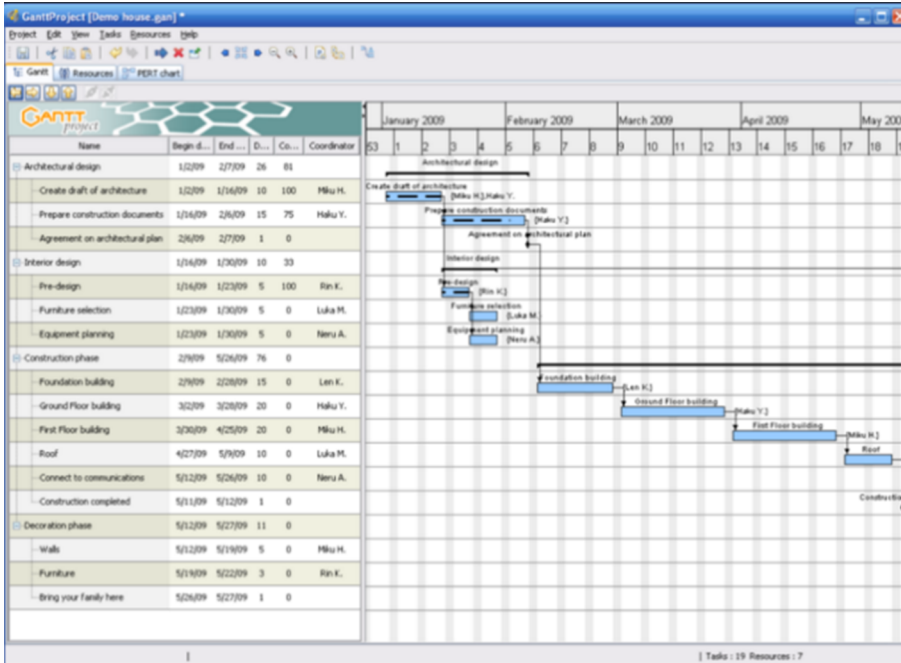 GanttProject [Demo house.gan] *
Project Edit View Tasks Resources Help
Gantt Resources PERT chart
GANTT project
January 2009 February 2009 March 2009 April 2009 May 200
Name Begin d... End ... D... Co... Coordinator 53 1 2 3 4 5 6 7 8 9 10 11 12 13 14 15 16 17 18 1
Architectural design 1/2/09 2/7/09 26 81 Architectural design
Create draft of architecture 1/2/09 1/16/09 10 100 Miku H. Create draft of architecture [Miku H.],Haku Y.
Prepare construction documents 1/16/09 2/6/09 15 75 Haku Y. Prepare construction documents [Haku Y.]
Agreement on architectural plan 2/6/09 2/7/09 1 0 Agreement on architectural plan
Interior design 1/16/09 1/30/09 10 33 Interior design
Pre-design 1/16/09 1/23/09 5 100 Rin K. Pre-design [Rin K.]
Furniture selection 1/23/09 1/30/09 5 0 Luka M. Furniture selection [Luka M.]
Equipment planning 1/23/09 1/30/09 5 0 Neru A. Equipment planning [Neru A.]
Construction phase 2/9/09 5/26/09 76 0
Foundation building 2/9/09 2/28/09 15 0 Len K. Foundation building [Len K.]
Ground Floor building 3/2/09 3/28/09 20 0 Haku Y. Ground Floor building [Haku Y.]
First Floor building 3/30/09 4/25/09 20 0 Miku H. First Floor building [Miku H.]
Roof 4/27/09 5/9/09 10 0 Luka M. Roof
Connect to communications 5/12/09 5/26/09 10 0 Neru A.
Construction completed 5/11/09 5/12/09 1 0 Constructio
Decoration phase 5/12/09 5/27/09 11 0
Walls 5/12/09 5/19/09 5 0 Miku H.
Furniture 5/19/09 5/22/09 3 0 Rin K.
Bring your family here 5/26/09 5/27/09 1 0
Tasks : 19 Resources : 7